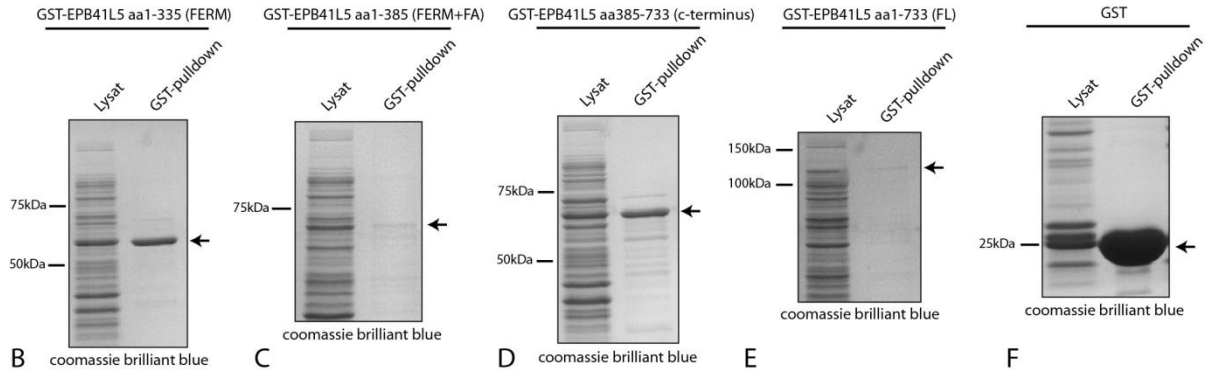 GST-EPB41L5 aa1-335 (FERM)
Lysat
GST-pulldown
75kDa
50kDa
coomassie brilliant blue
B
GST-EPB41L5 aa1-385 (FERM+FA)
Lysat
GST-pulldown
75kDa
coomassie brilliant blue
C
GST-EPB41L5 aa385-733 (c-terminus)
Lysat
GST-pulldown
75kDa
50kDa
coomassie brilliant blue
D
GST-EPB41L5 aa1-733 (FL)
Lysat
GST-pulldown
150kDa
100kDa
coomassie brilliant blue
E
GST
Lysat
GST-pulldown
25kDa
coomassie brilliant blue
F